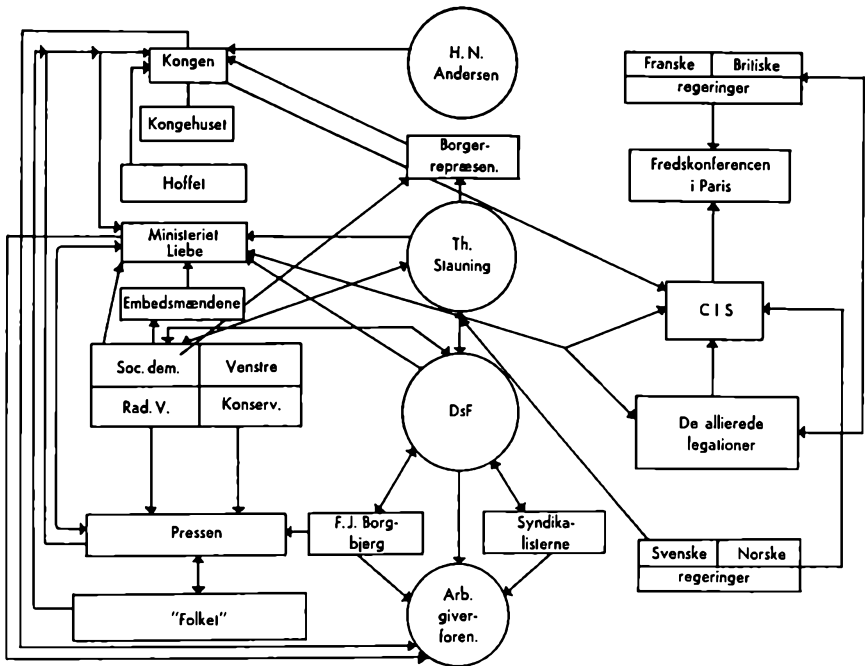 Kongen
H. N.
Andersen
Franske
Britiske
regeringer
Kongehuset
Borger-
repræsen.
Hoffet
Fredskonferencen
i Paris
Ministeriet
Liebe
Th.
Stauning
Embedsmændene
C I S
Soc. dem.
Venstre
Rad. V.
Konserv.
DsF
De allierede
legationer
Pressen
F.J. Borg-
bjerg
Syndika-
listerne
Svenske
Norske
regeringer
"Folket"
Arb.
giver-
foren.